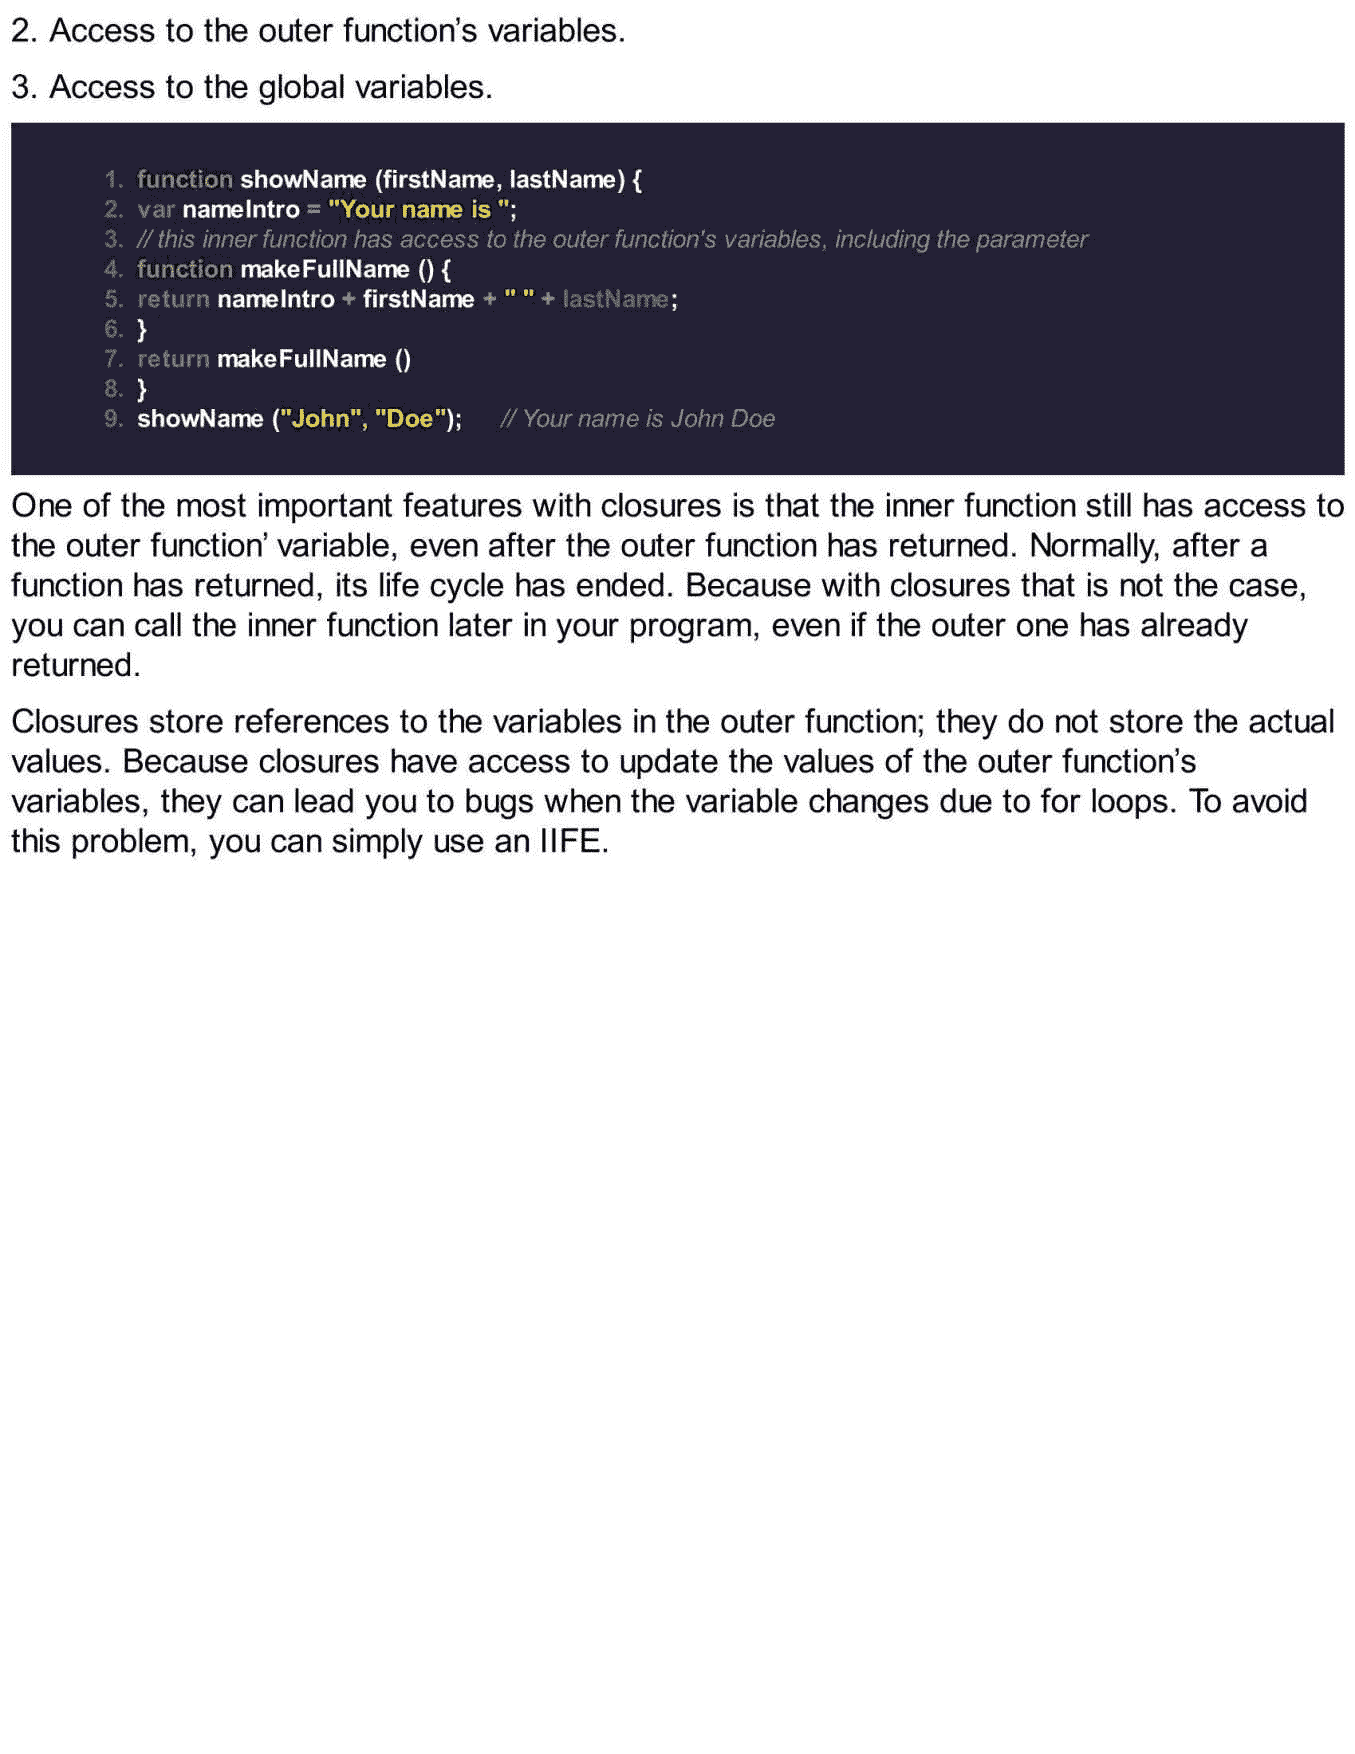 2. Access to the outer function’s variables.
3. Access to the global variables.
1. function showName (firstName, lastName) {
2. var nameIntro = "Your name is ";
3. // this inner function has access to the outer function's variables, including the parameter
4. function makeFullName () {
5. return nameIntro + firstName + " " + lastName;
6. }
7. return makeFullName ()
8. }
9. showName ("John", "Doe"); // Your name is John Doe
One of the most important features with closures is that the inner function still has access to
the outer function’ variable, even after the outer function has returned. Normally, after a
function has returned, its life cycle has ended. Because with closures that is not the case,
you can call the inner function later in your program, even if the outer one has already
returned.
Closures store references to the variables in the outer function; they do not store the actual
values. Because closures have access to update the values of the outer function’s
variables, they can lead you to bugs when the variable changes due to for loops. To avoid
this problem, you can simply use an IIFE.